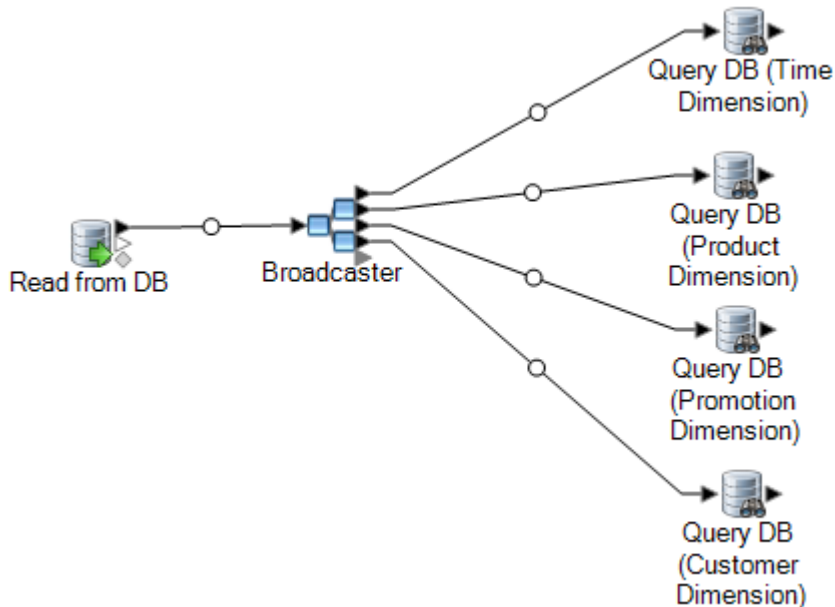 Query DB (Time
Dimension)
Query DB
(Product
Dimension)
Read from DB
Broadcaster
Query DB
(Promotion
Dimension)
Query DB
(Customer
Dimension)